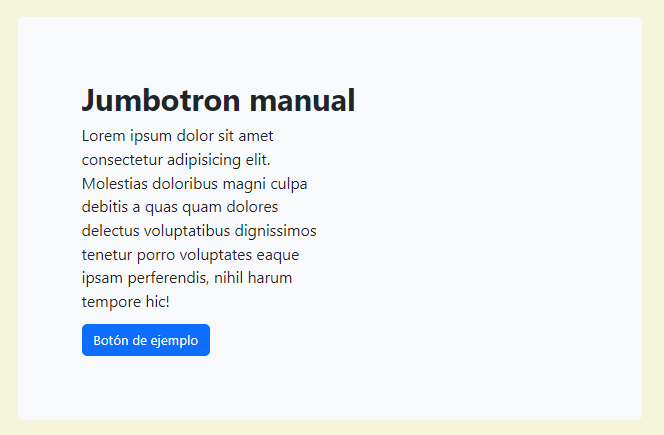 Jumbotron manual
Lorem ipsum dolor sit amet
consectetur adipisicing elit.
Molestias doloribus magni culpa
debitis a quas quam dolores
delectus voluptatibus dignissimos
tenetur porro voluptates eaque
ipsam perferendis, nihil harum
tempore hic!
Botón de ejemplo